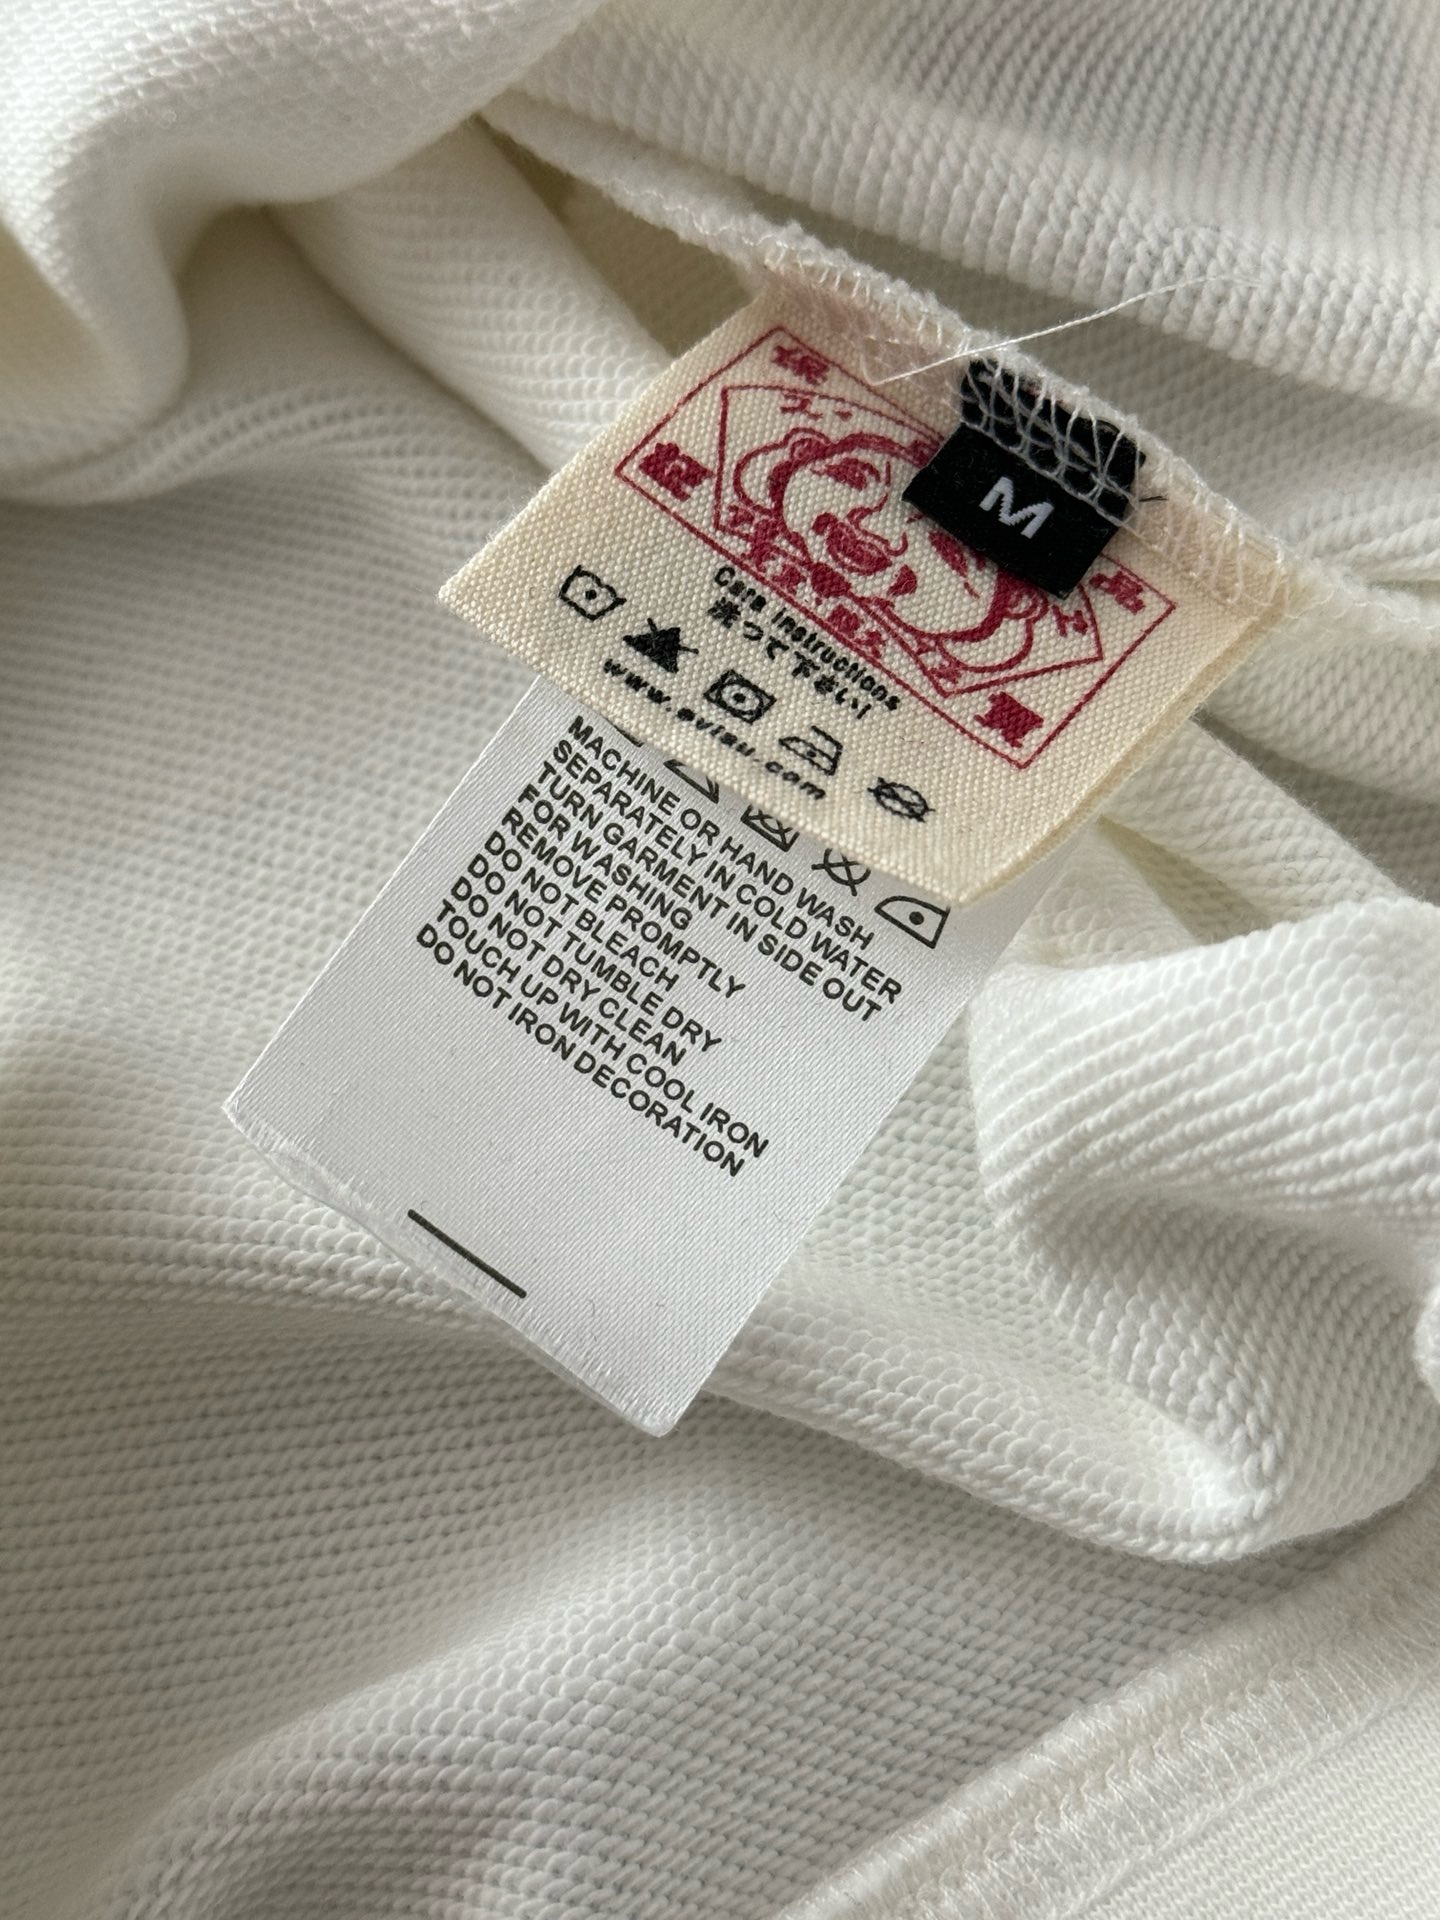 M
Care Instructions
洗って下さい!
www.evisu.com
MACHINE OR HAND WASH
SEPARATELY IN COLD WATER
TURN GARMENT IN SIDE OUT
FOR WASHING
REMOVE PROMPTLY
DO NOT BLEACH
DO NOT TUMBLE DRY
DO NOT DRY CLEAN
TOUCH UP WITH COOL IRON
DO NOT IRON DECORATION